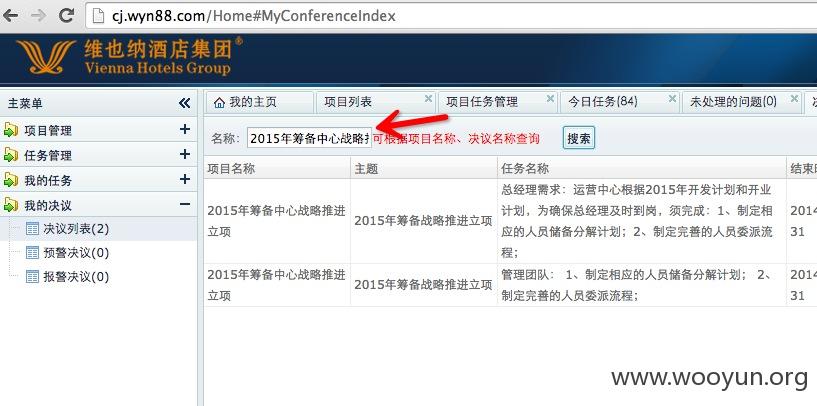 cj.wyn88.com/Home#MyConferenceIndex
维也纳酒店集团®
Vienna Hotels Group
主菜单
我的主页 项目列表 项目任务管理 今日任务(84) 未处理的问题(0)
项目管理
任务管理
我的任务
我的决议
决议列表(2)
预警决议(0)
报警决议(0)
名称: 2015年筹备中心战略推 可根据项目名称、决议名称查询 搜索
项目名称 主题 任务名称 结束
2015年筹备中心战略推进
立项
2015年筹备战略推进立项
总经理需求:运营中心根据2015年开发计划和开业
计划,为确保总经理及时到岗,须完成:1、制定相
应的人员储备分解计划;2、制定完善的人员委派流
程;
2014
31
2015年筹备中心战略推进
立项
2015年筹备战略推进立项
管理团队: 1、制定相应的人员储备分解计划; 2、
制定完善的人员委派流程;
2014
31
www.wooyun.org